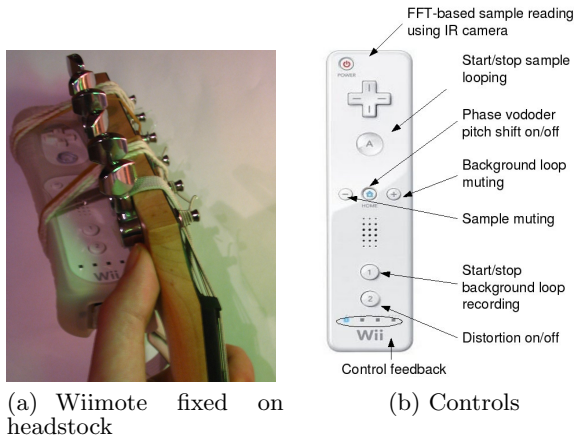 FFT-based sample reading
using IR camera
POWER
Start/stop sample
looping
A
Phase vododer
pitch shift on/off
Background loop
muting
HOME
Sample muting
1
Start/stop
background loop
recording
2
Distortion on/off
Wii
Control feedback
Wii
(a) Wiimote fixed on
headstock
(b) Controls